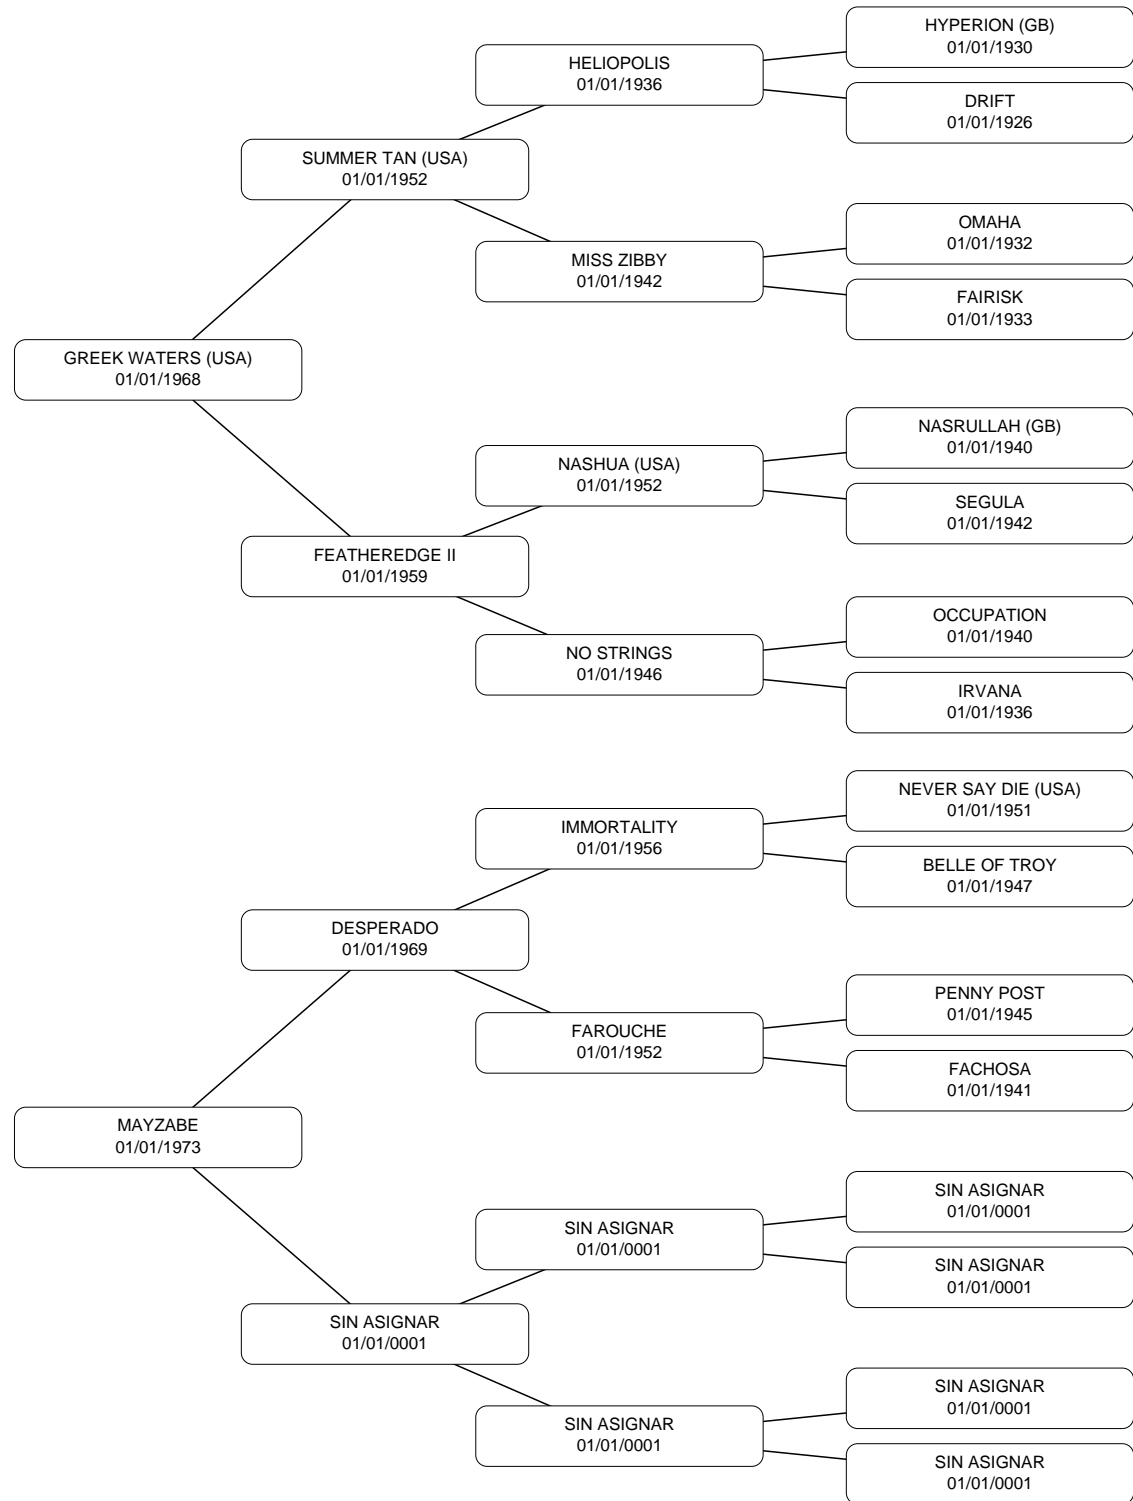 HYPERION (GB)
01/01/1930
HELIOPOLIS
01/01/1936
DRIFT
01/01/1926
SUMMER TAN (USA)
01/01/1952
OMAHA
01/01/1932
MISS ZIBBY
01/01/1942
FAIRISK
01/01/1933
GREEK WATERS (USA)
01/01/1968
NASRULLAH (GB)
01/01/1940
NASHUA (USA)
01/01/1952
SEGULA
01/01/1942
FEATHEREDGE II
01/01/1959
OCCUPATION
01/01/1940
NO STRINGS
01/01/1946
IRVANA
01/01/1936
NEVER SAY DIE (USA)
01/01/1951
IMMORTALITY
01/01/1956
BELLE OF TROY
01/01/1947
DESPERADO
01/01/1969
PENNY POST
01/01/1945
FAROUCHE
01/01/1952
FACHOSA
01/01/1941
MAYZABE
01/01/1973
SIN ASIGNAR
01/01/0001
SIN ASIGNAR
01/01/0001
SIN ASIGNAR
01/01/0001
SIN ASIGNAR
01/01/0001
SIN ASIGNAR
01/01/0001
SIN ASIGNAR
01/01/0001
SIN ASIGNAR
01/01/0001